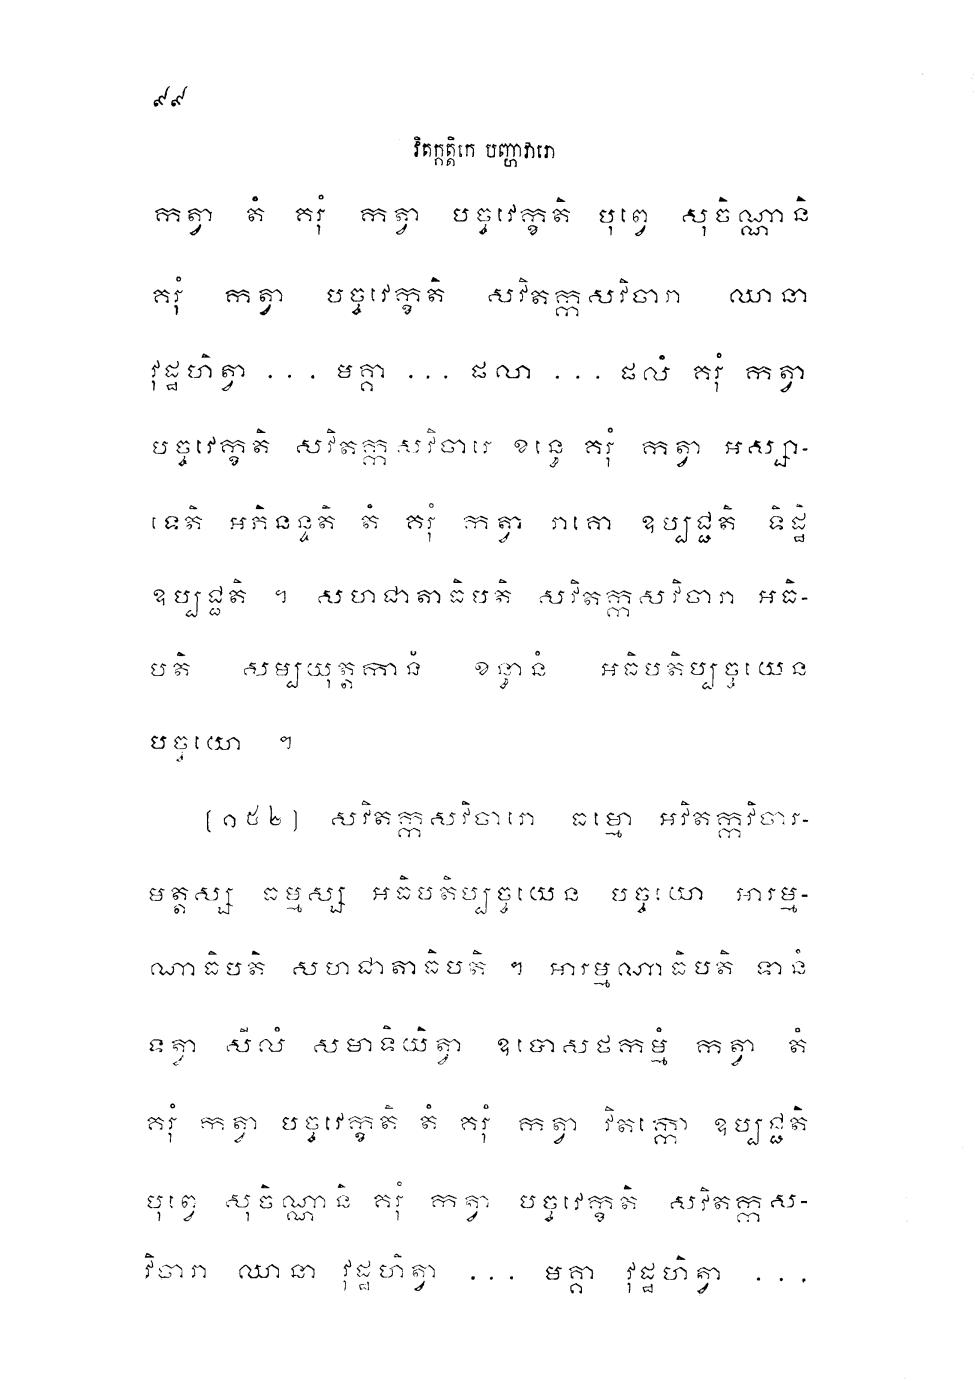 ៩៩
វិតក្កត្តិកេ បញ្ហាវារោ
កត្វា តំ គរុំ កត្វា បច្ចវេក្ខតិ បុព្វេ សុចិណ្ណានិ
គរុំ កត្វា បច្ចវេក្ខតិ សវិតក្កសវិចារា ឈានា
វុដ្ឋហិត្វា ... មគ្គា ... ផលា ... ផលំ គរុំ កត្វា
បច្ចវេក្ខតិ សវិតក្កសវិចារេ ខន្ធេ គរុំ កត្វា អស្សា-
ទេតិ អភិនន្ទតិ តំ គរុំ កត្វា រាគោ ឧប្បជ្ជតិ ទិដ្ឋិ
ឧប្បជ្ជតិ ។ សហជាតាធិបតិ សវិតក្កសវិចារា អធិ-
បតិ សម្បយុត្តកានំ ខន្ធានំ អធិបតិប្បច្ចយេន
បច្ចយោ ។
[១៥២] សវិតក្កសវិចារោ ធម្មោ អវិតក្កវិចារ-
មត្តស្ស ធម្មស្ស អធិបតិប្បច្ចយេន បច្ចយោ អារម្ម-
ណាធិបតិ សហជាតាធិបតិ ។ អារម្មណាធិបតិ ទានំ
ទត្វា សីលំ សមាទិយិត្វា ឧបោសថកម្មំ កត្វា តំ
គរុំ កត្វា បច្ចវេក្ខតិ តំ គរុំ កត្វា វិតក្កោ ឧប្បជ្ជតិ
បុព្វេ សុចិណ្ណានិ គរុំ កត្វា បច្ចវេក្ខតិ សវិតក្កស-
វិចារា ឈានា វុដ្ឋហិត្វា ... មគ្គា វុដ្ឋហិត្វា ...